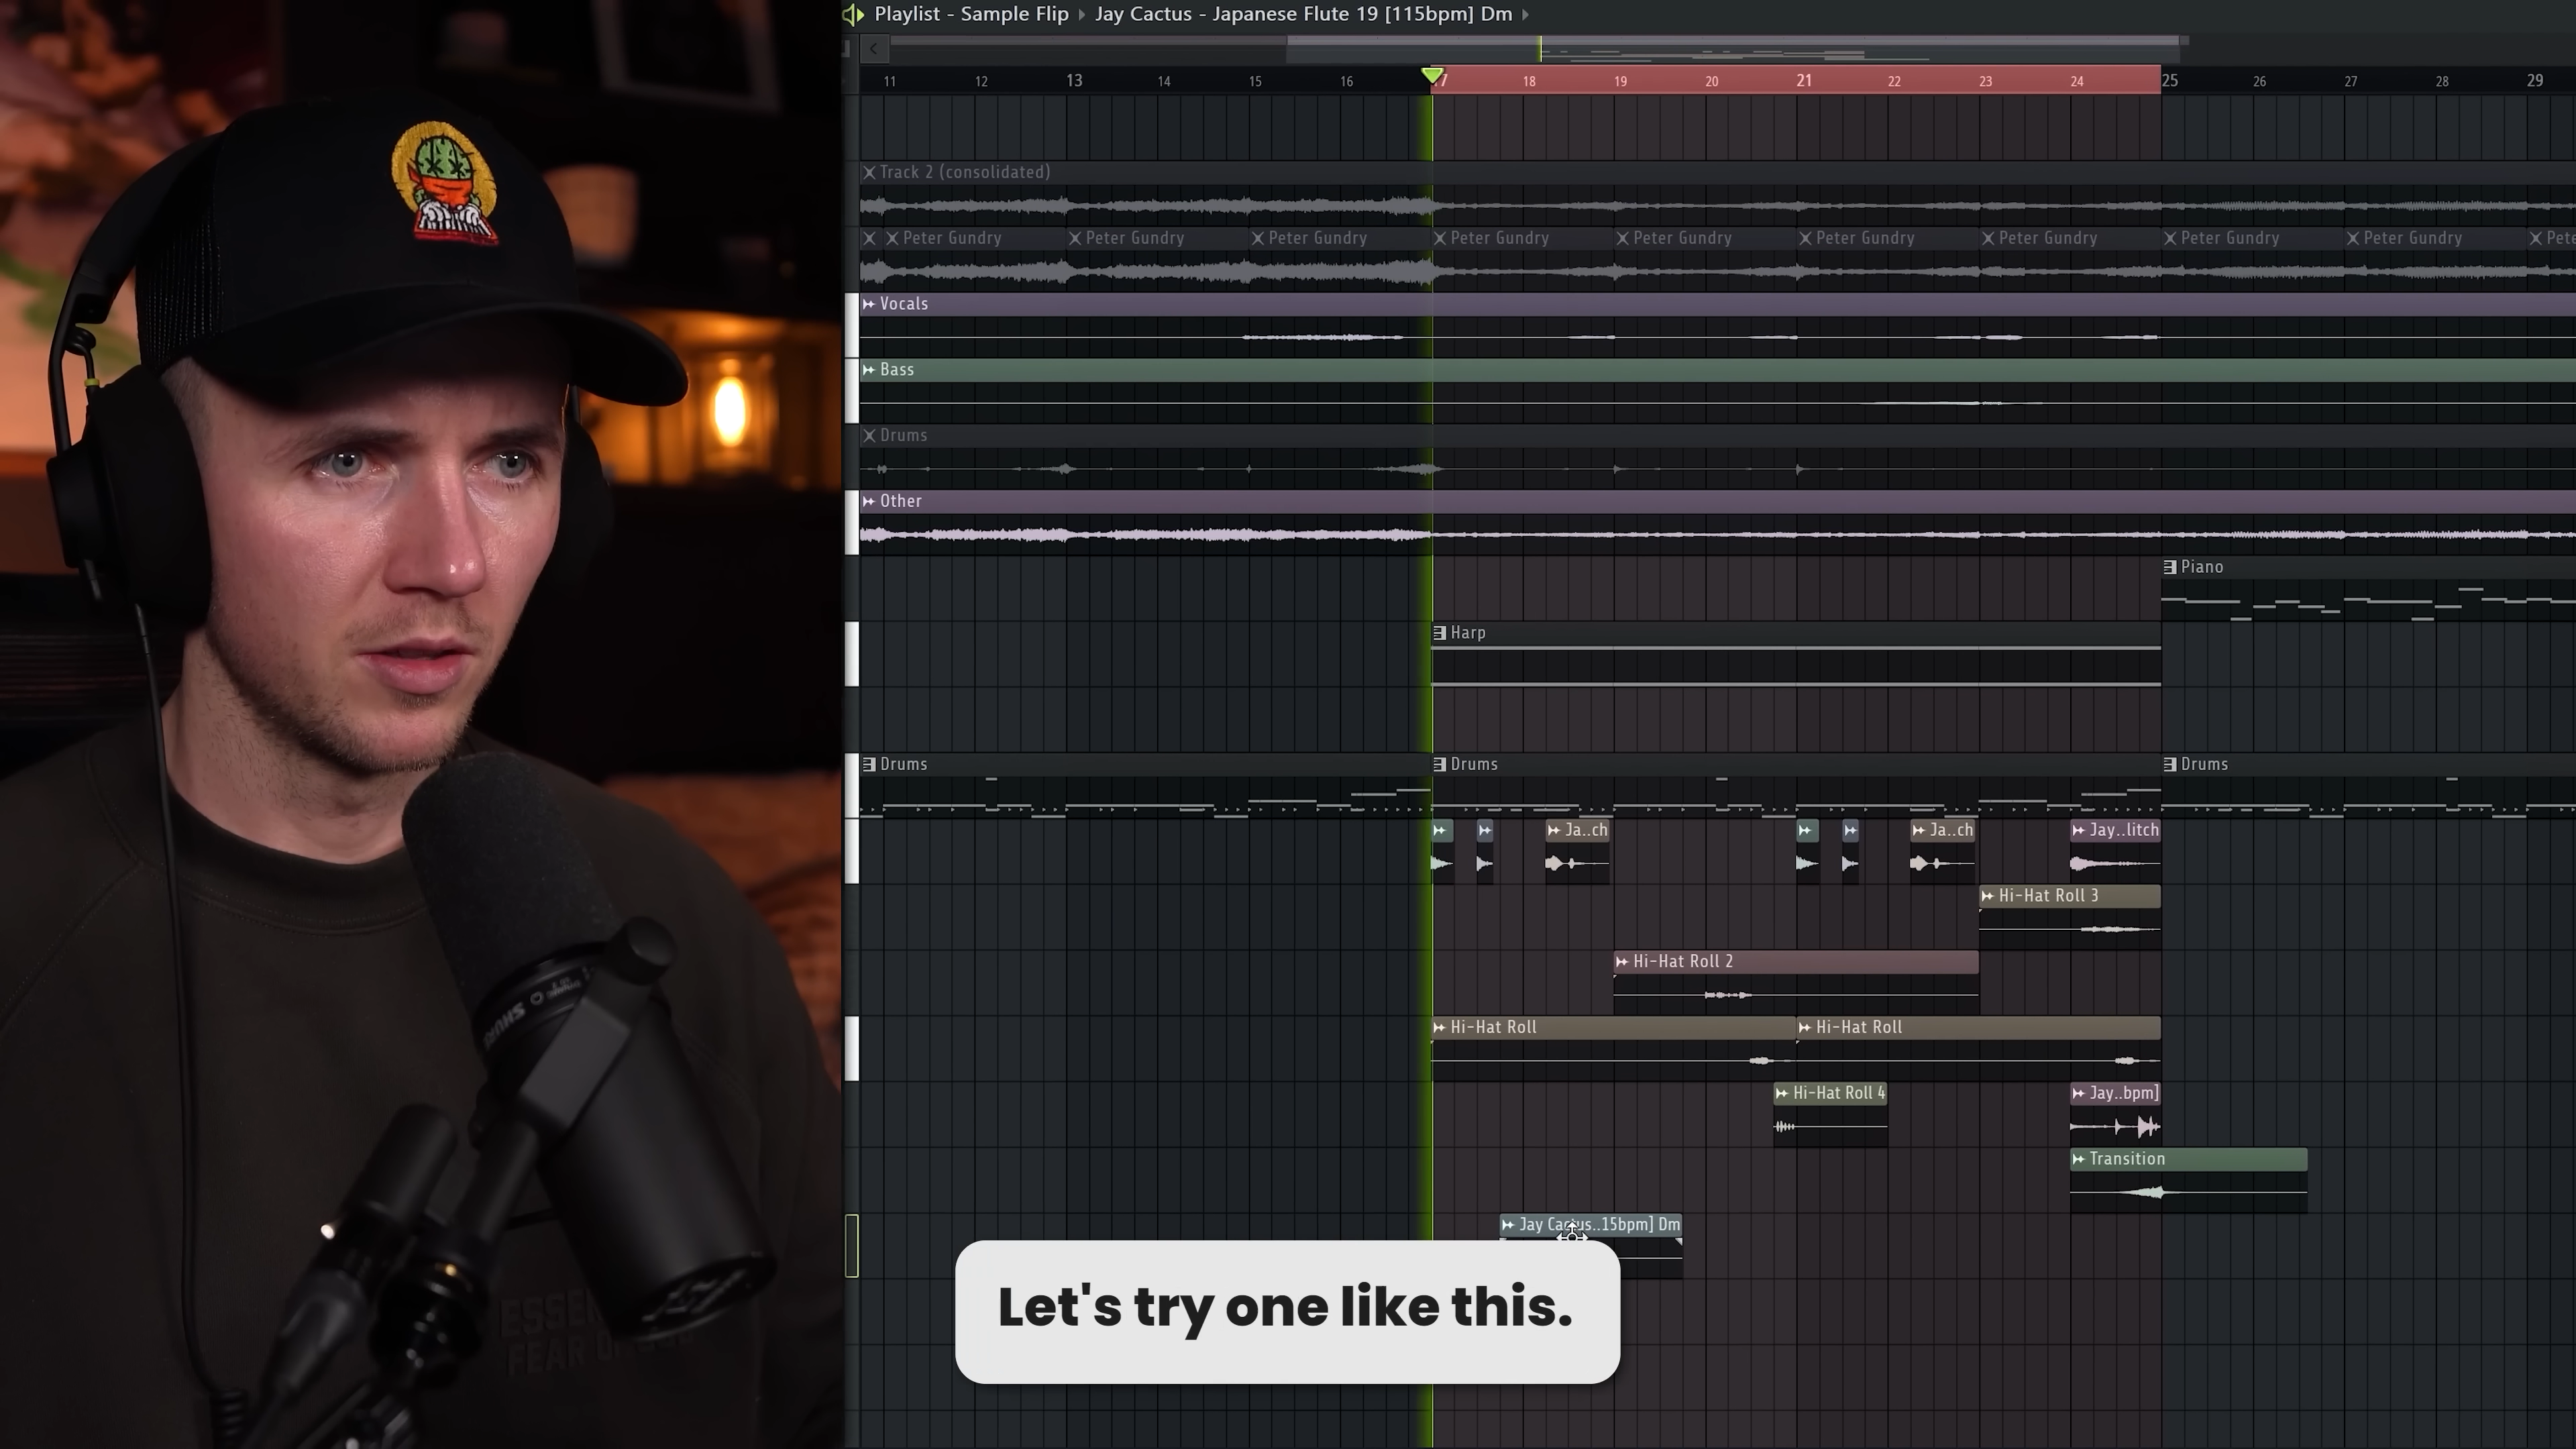 Playlist - Sample Flip ▸ Jay Cactus - Japanese Flute 19 [115bpm] Dm ▸
11 12 13 14 15 16 17 18 19 20 21 22 23 24 25 26 27 28 29
Track 2 (consolidated)
Peter Gundry Peter Gundry Peter Gundry Peter Gundry Peter Gundry Peter Gundry Peter Gundry Peter Gundry Peter Gundry Pete
Vocals
Bass
Drums
Other
Piano
Harp
Drums Drums Drums
Ja..ch Ja..ch Jay..litch
Hi-Hat Roll 3
Hi-Hat Roll 2
Hi-Hat Roll Hi-Hat Roll
Hi-Hat Roll 4 Jay..bpm]
Transition
Jay Cactus..15bpm] Dm
Let's try one like this.
SHURE